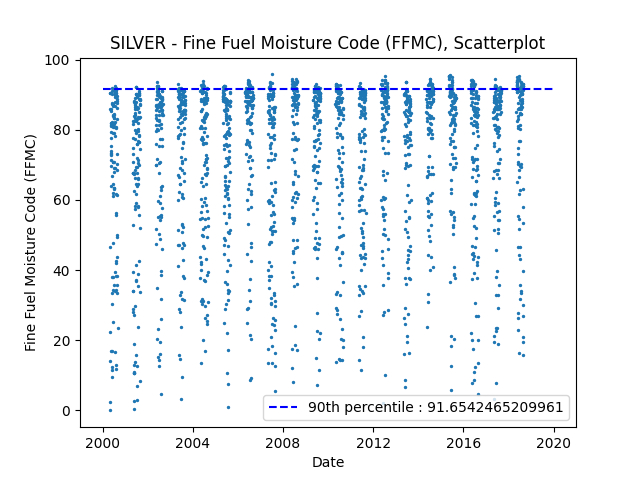 SILVER - Fine Fuel Moisture Code (FFMC), Scatterplot
100
80
60
40
20
0
Fine Fuel Moisture Code (FFMC)
90th percentile : 91.6542465209961
2000 2004 2008 2012 2016 2020
Date